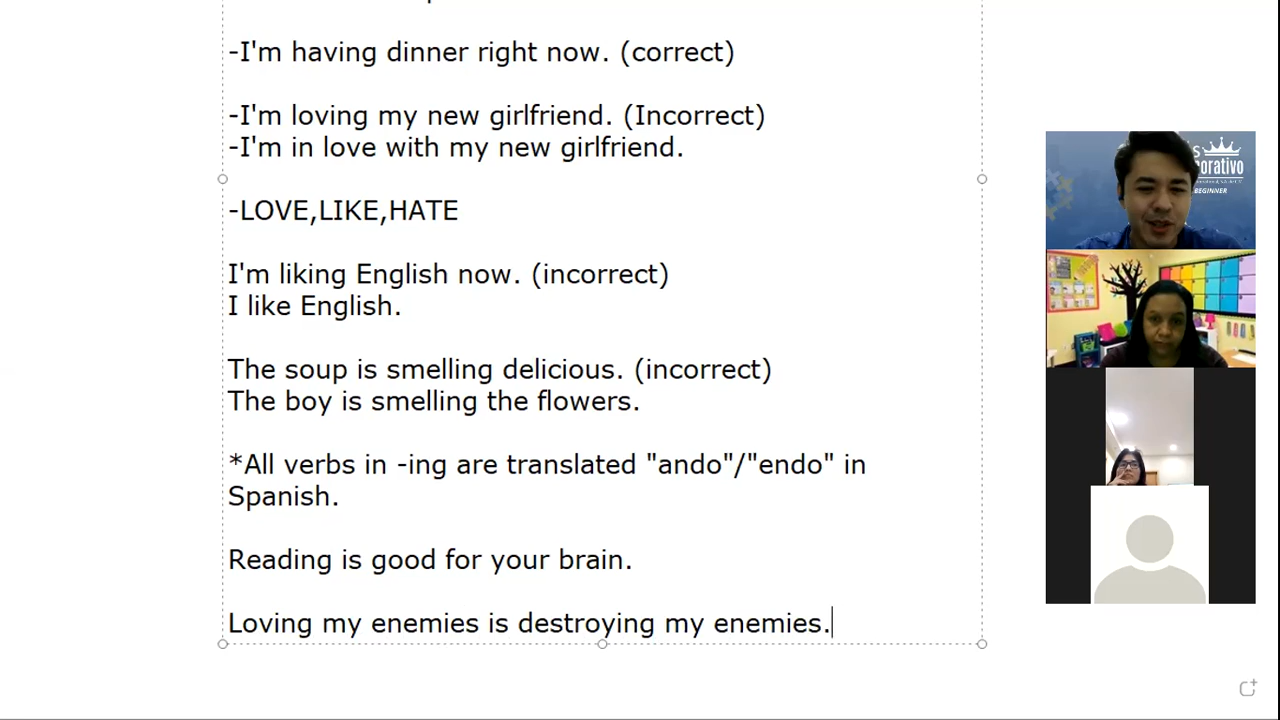 -I'm having dinner right now. (correct)
-I'm loving my new girlfriend. (Incorrect)
-I'm in love with my new girlfriend.
-LOVE,LIKE,HATE
I'm liking English now. (incorrect)
I like English.
The soup is smelling delicious. (incorrect)
The boy is smelling the flowers.
*All verbs in -ing are translated "ando"/"endo" in
Spanish.
Reading is good for your brain.
Loving my enemies is destroying my enemies.
orativo
BEGINNER